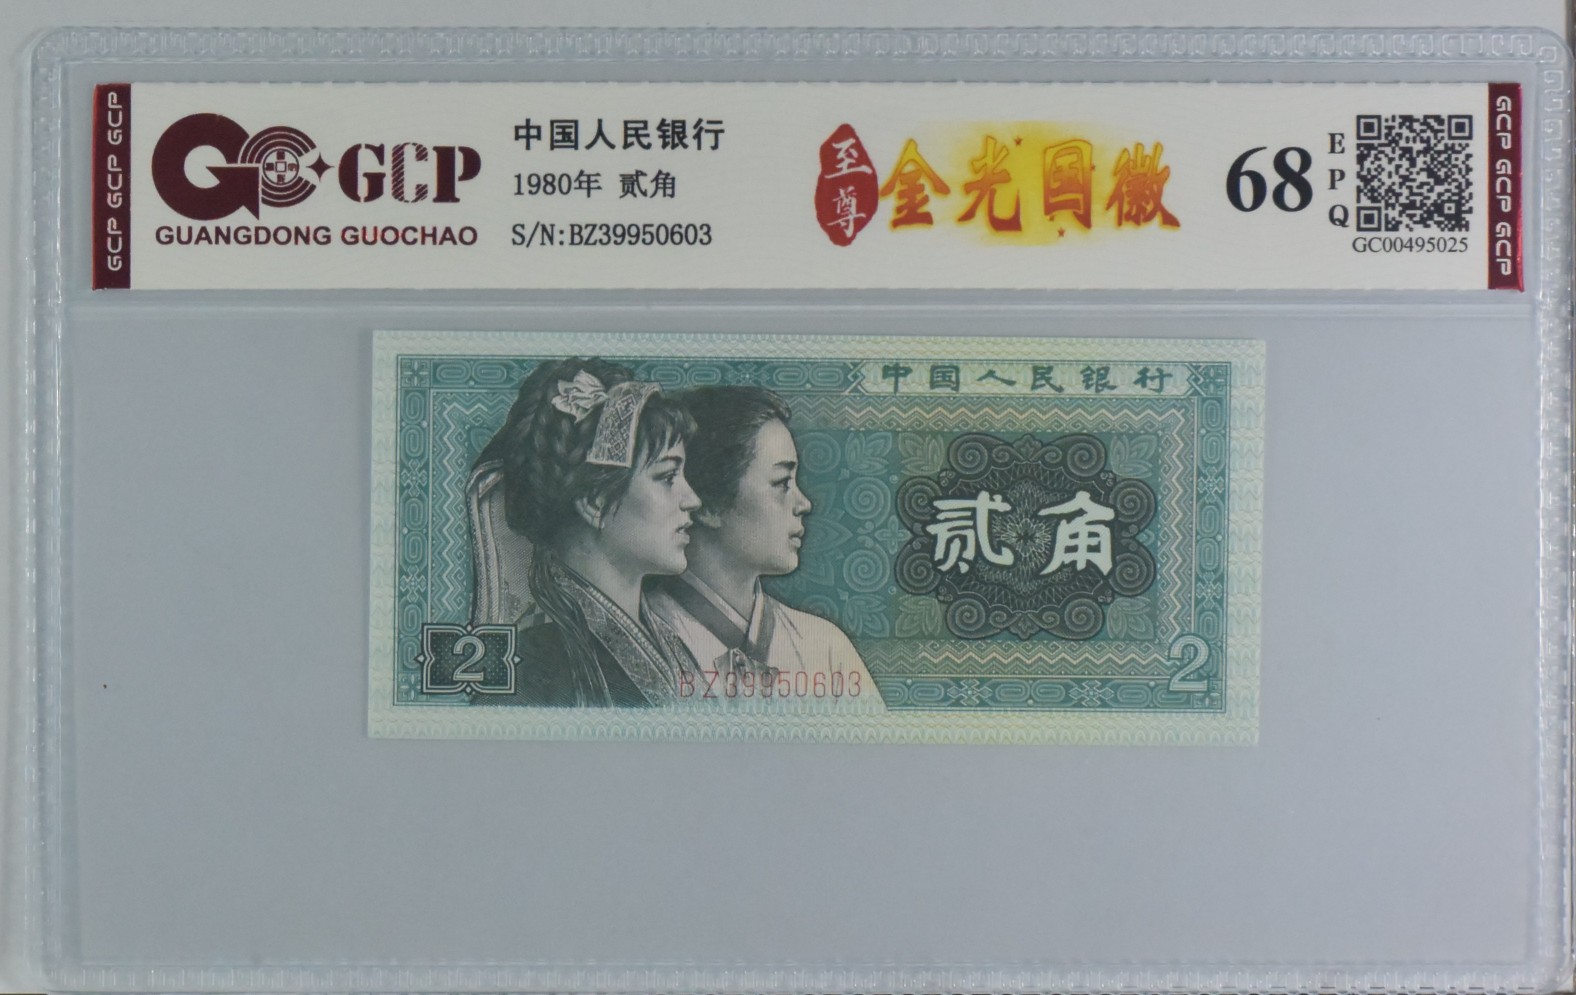 GCP GCP GCP
GCP
GUANGDONG GUOCHAO
中国人民银行
1980年 贰角
S/N:BZ39950603
至尊
金光国徽
68
EPQ
GC00495025
GCP GCP GCP
中国人民银行
贰角
2
2
BZ39950603